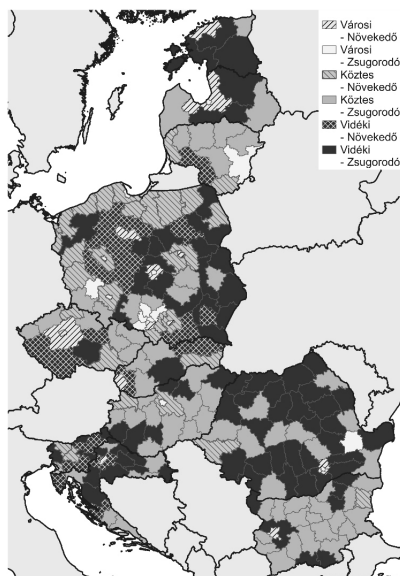 Városi
- Növekedő
Városi
- Zsugorodó
Köztes
- Növekedő
Köztes
- Zsugorodó
Vidéki
- Növekedő
Vidéki
- Zsugorodó